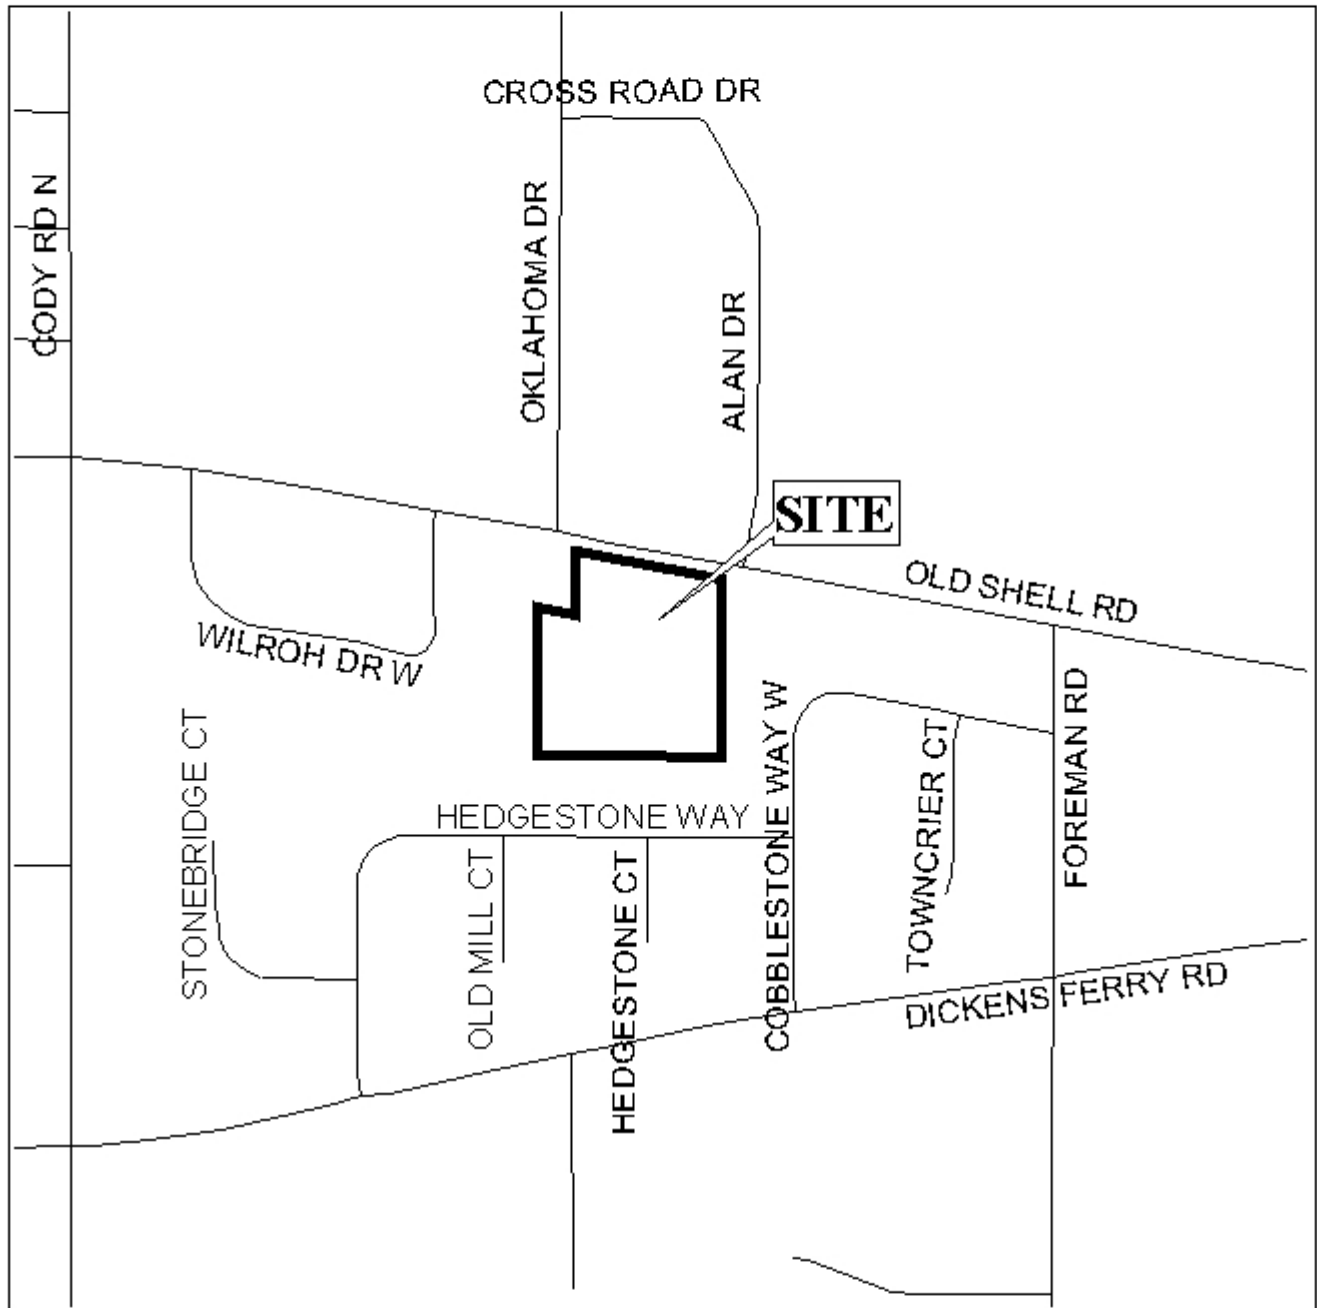 CROSS ROAD DR
CODY RD N
OKLAHOMA DR
ALAN DR
SITE
OLD SHELL RD
WILROH DR W
STONEBRIDGE CT
HEDGESTONE WAY
OLD MILL CT
HEDGESTONE CT
COBBLESTONE WAY W
TOWNCRIER CT
FOREMAN RD
DICKENS FERRY RD